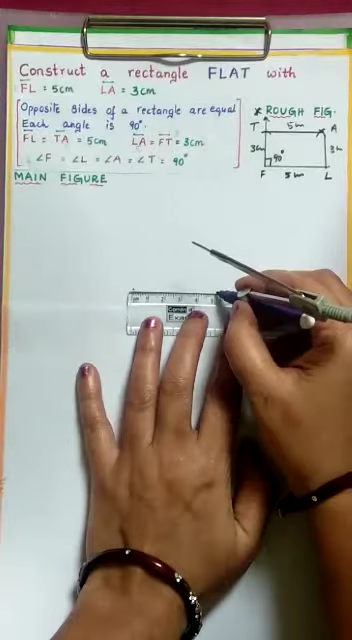 Construct a rectangle FLAT with
FL = 5cm LA = 3cm
Opposite sides of a rectangle are equal
Each angle is 90°.
FL = TA = 5cm LA = FT = 3cm
∠F = ∠L = ∠A = ∠T = 90°
* ROUGH FIG.
T 5cm A
3cm 3
90°
F 5cm L
MAIN FIGURE